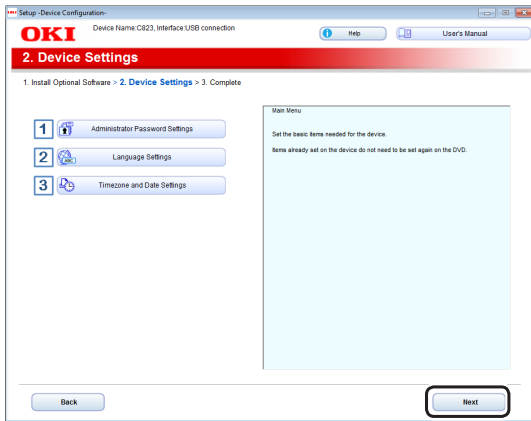 OKI Setup -Device Configuration-
OKI
Device Name:C823, Interface:USB connection
Help
User's Manual
2. Device Settings
1. Install Optional Software > 2. Device Settings > 3. Complete
Main Menu
Set the basic items needed for the device.
Items already set on the device do not need to be set again on the DVD.
1 Administrator Password Settings
2 ABC Language Settings
3 Timezone and Date Settings
Back
Next